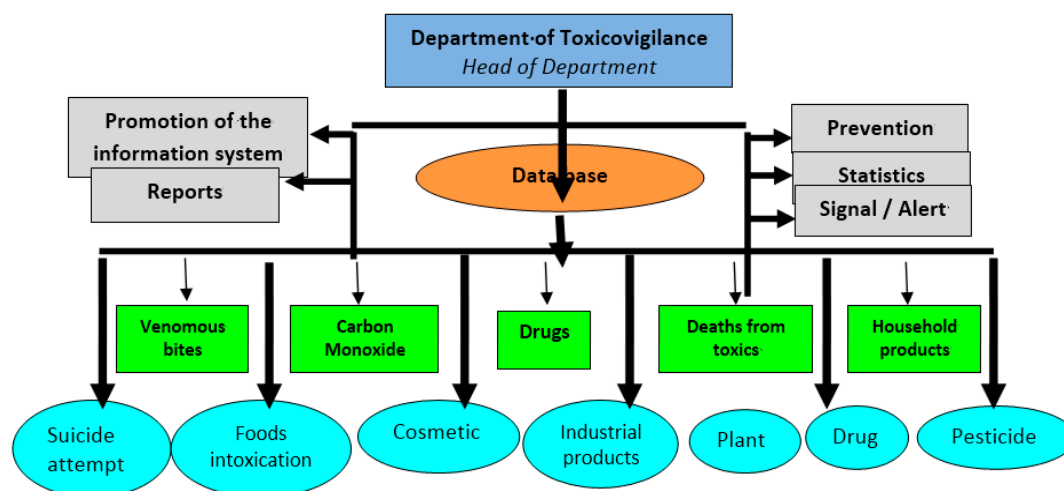 Department of Toxicovigilance
Head of Department
Promotion of the
information system
Reports
Prevention
Statistics
Signal / Alert
Database
Venomous
bites
Carbon
Monoxide
Drugs
Deaths from
toxics
Household
products
Suicide
attempt
Foods
intoxication
Cosmetic
Industrial
products
Plant
Drug
Pesticide